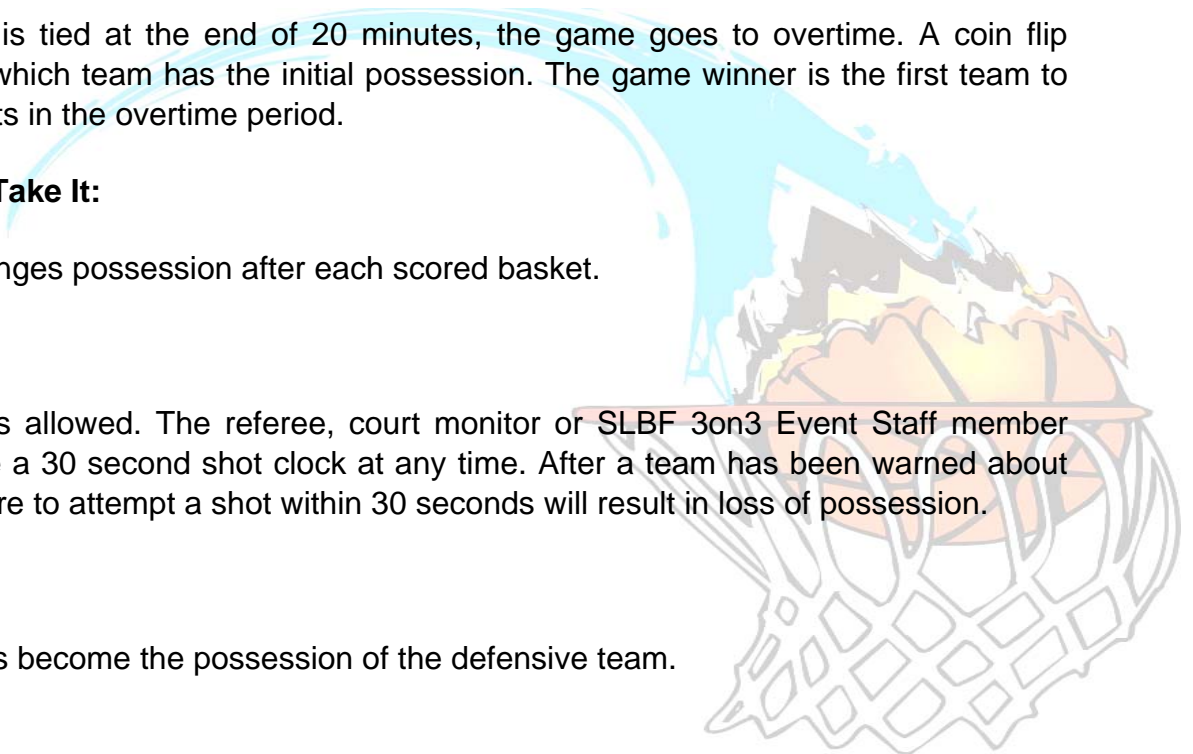 is tied at the end of 20 minutes, the game goes to overtime. A coin flip
which team has the initial possession. The game winner is the first team to
ts in the overtime period.
Take It:
nges possession after each scored basket.
s allowed. The referee, court monitor or SLBF 3on3 Event Staff member
a 30 second shot clock at any time. After a team has been warned about
re to attempt a shot within 30 seconds will result in loss of possession.
s become the possession of the defensive team.